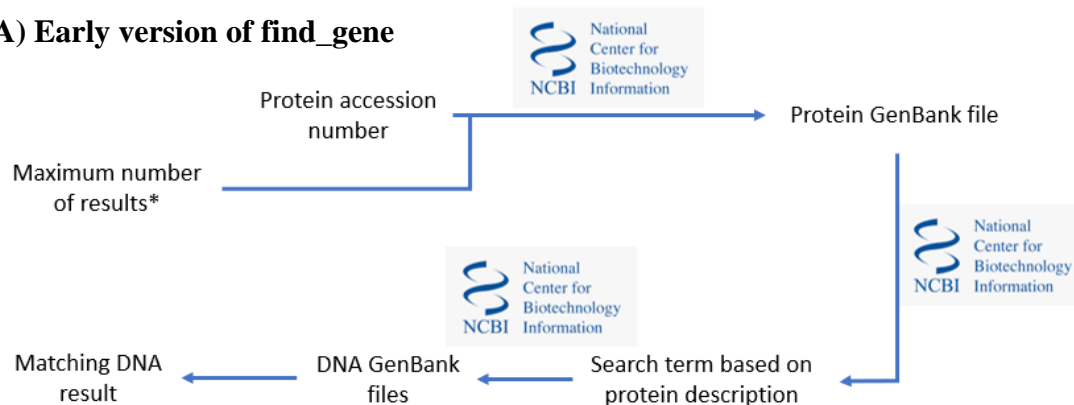 A) Early version of find_gene
National
Center for
Biotechnology
NCBI Information
Protein accession
number
Protein GenBank file
Maximum number
of results*
National
Center for
Biotechnology
NCBI Information
National
Center for
Biotechnology
NCBI Information
Matching DNA
result
DNA GenBank
files
Search term based on
protein description